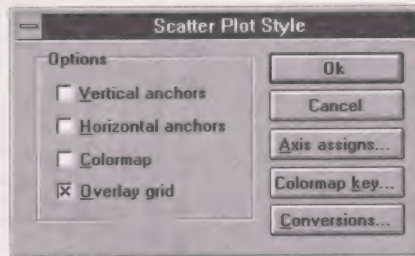 Scatter Plot Style
Options
Vertical anchors
Horizontal anchors
Colormap
Overlay grid
Ok
Cancel
Axis assigns...
Colormap key...
Conversions...